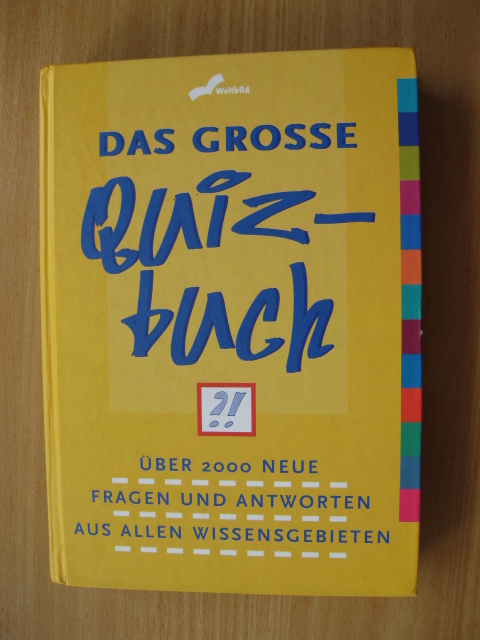 Weltbild
DAS GROSSE
Quiz-
buch
?!
ÜBER 2000 NEUE
FRAGEN UND ANTWORTEN
AUS ALLEN WISSENSGEBIETEN